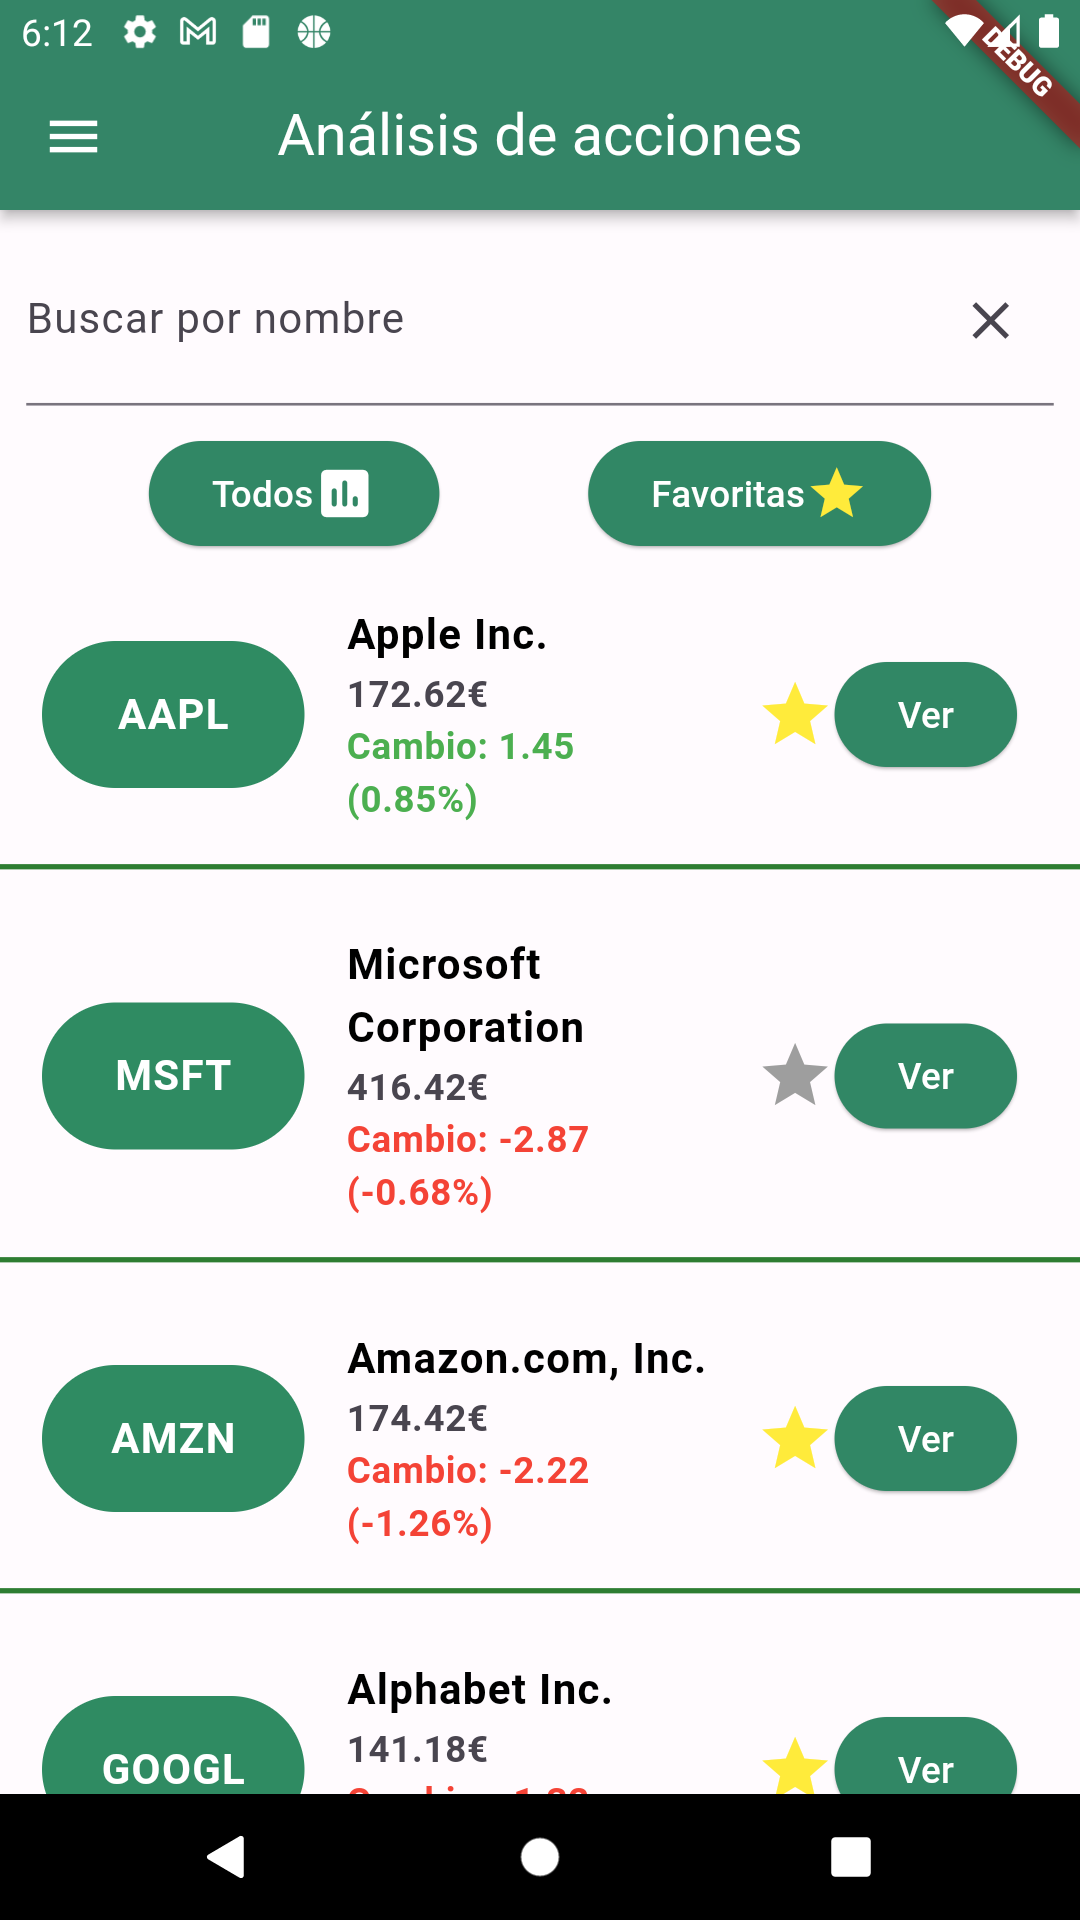 6:12
DEBUG
Análisis de acciones
Buscar por nombre
Todos
Favoritas
AAPL
Apple Inc.
172.62€
Cambio: 1.45
(0.85%)
Ver
MSFT
Microsoft
Corporation
416.42€
Cambio: -2.87
(-0.68%)
Ver
AMZN
Amazon.com, Inc.
174.42€
Cambio: -2.22
(-1.26%)
Ver
GOOGL
Alphabet Inc.
141.18€
Ver